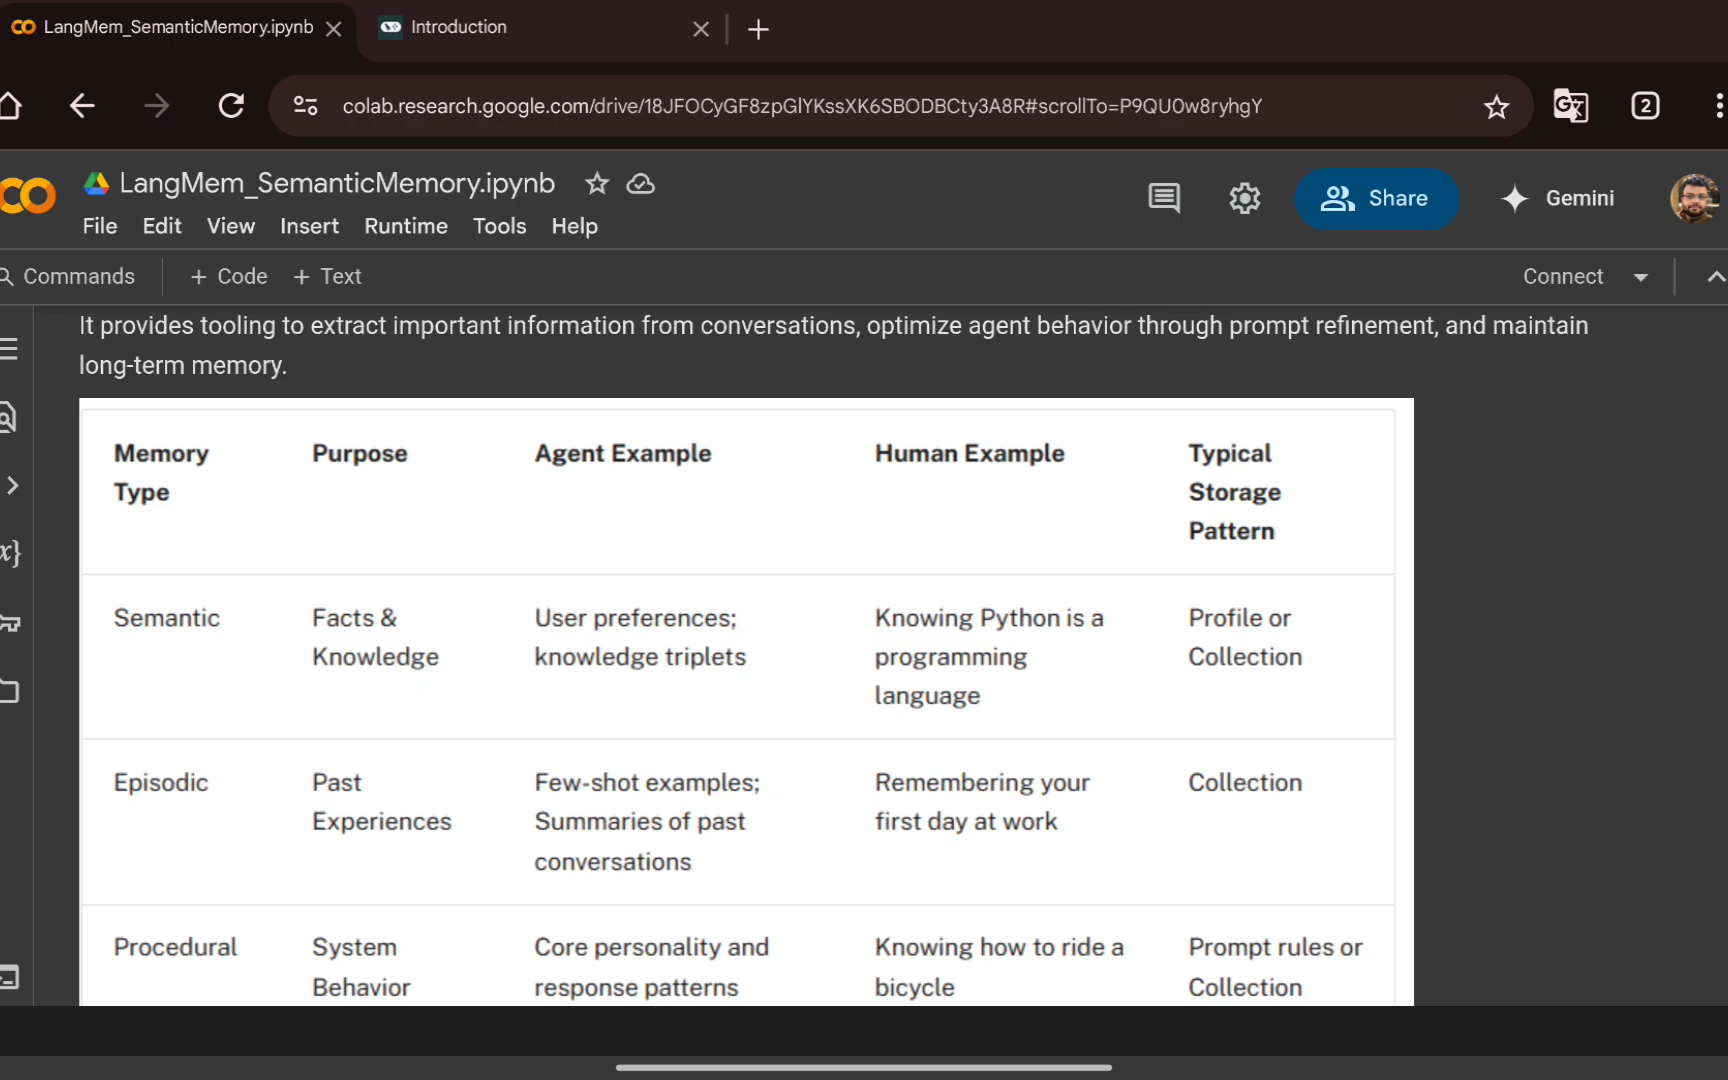 LangMem_SemanticMemory.ipynb
Introduction
colab.research.google.com/drive/18JFOCyGF8zpGlYKssXK6SBODBCty3A8R#scrollTo=P9QU0w8ryhgY
2
LangMem_SemanticMemory.ipynb
File Edit View Insert Runtime Tools Help
Share
Gemini
Commands + Code + Text
Connect
It provides tooling to extract important information from conversations, optimize agent behavior through prompt refinement, and maintain
long-term memory.
Memory Type Purpose Agent Example Human Example Typical Storage Pattern
Semantic Facts & Knowledge User preferences; knowledge triplets Knowing Python is a programming language Profile or Collection
Episodic Past Experiences Few-shot examples; Summaries of past conversations Remembering your first day at work Collection
Procedural System Behavior Core personality and response patterns Knowing how to ride a bicycle Prompt rules or Collection